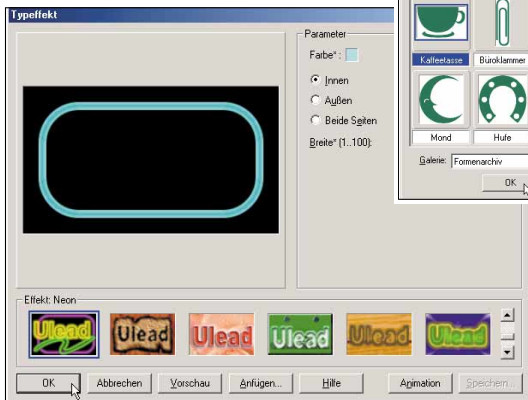 Typeffekt
Parameter
Farbe* :
Innen
Außen
Beide Seiten
Breite* (1..100):
Kaffeetasse
Büroklammer
Mond
Hufe
Galerie: Formenarchiv
OK
Effekt: Neon
Ulead
Ulead
Ulead
Ulead
Ulead
Ulead
OK
Abbrechen
Vorschau
Anfügen...
Hilfe
Animation
Speichern...